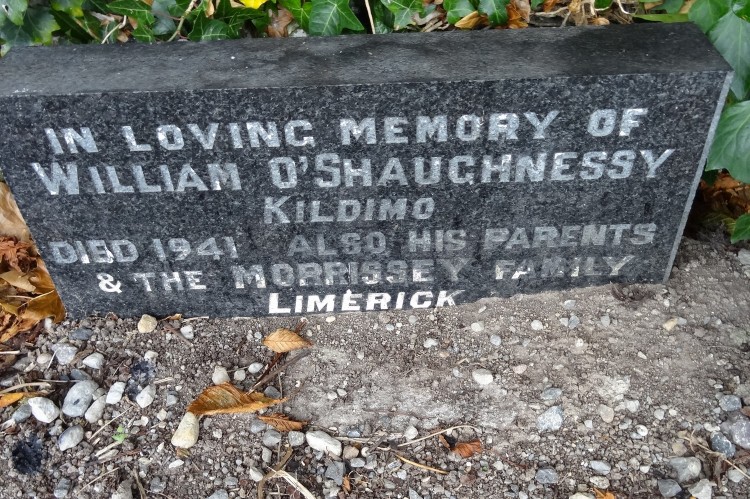 IN LOVING MEMORY OF
WILLIAM O'SHAUGHNESSY
KILDIMO
DIED 1941 ALSO HIS PARENTS
& THE MORRISSEY FAMILY
LIMERICK